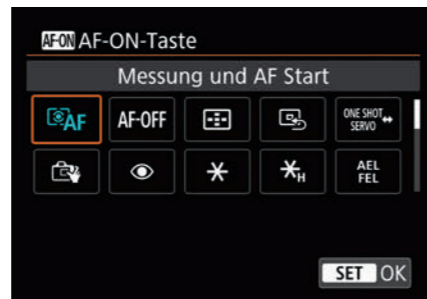 AF-ON AF-ON-Taste
Messung und AF Start
AF AF-OFF ONE SHOT SERVO
H AEL FEL
SET OK